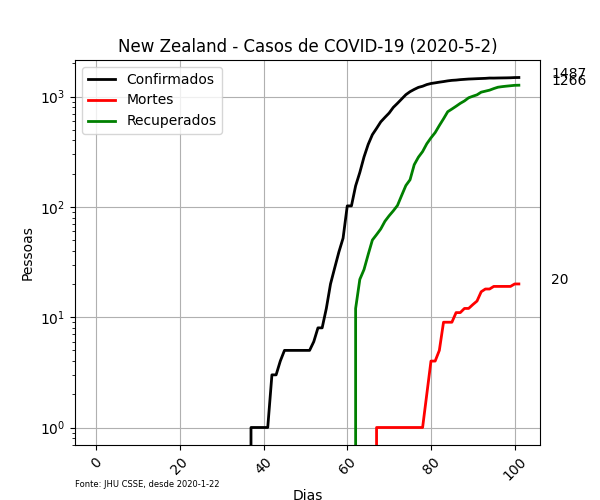 New Zealand - Casos de COVID-19 (2020-5-2)
Confirmados
Mortes
Recuperados
1487
1266
20
Pessoas
10³
10²
10¹
10⁰
0 20 40 60 80 100
Fonte: JHU CSSE, desde 2020-1-22
Dias